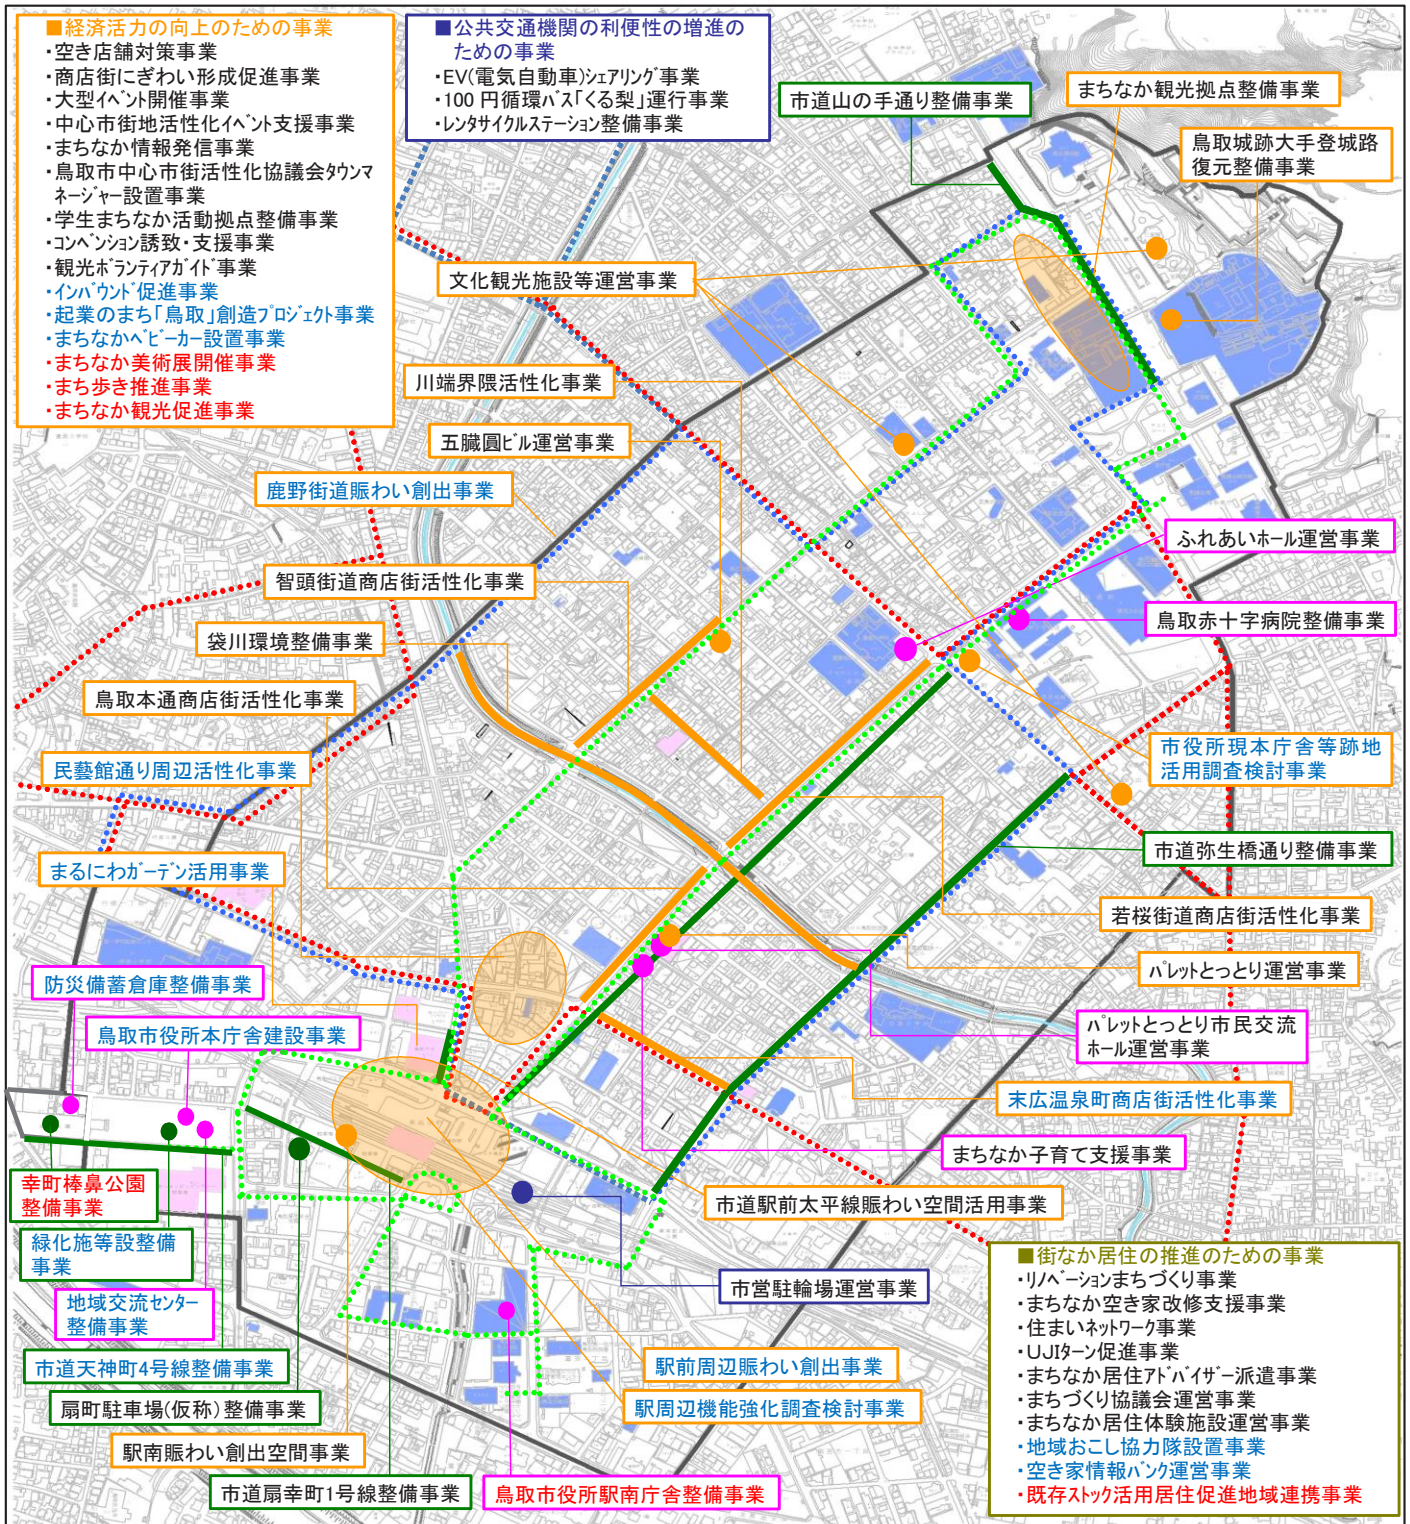 ■経済活力の向上のための事業
・空き店舗対策事業
・商店街にぎわい形成促進事業
・大型イベント開催事業
・中心市街地活性化イベント支援事業
・まちなか情報発信事業
・鳥取市中心市街活性化協議会タウンマ
ネージャー設置事業
・学生まちなか活動拠点整備事業
・コンベンション誘致・支援事業
・観光ボランティアガイド事業
・インバウンド促進事業
・起業のまち「鳥取」創造プロジェクト事業
・まちなかベビーカー設置事業
・まちなか美術展開催事業
・まち歩き推進事業
・まちなか観光促進事業
■公共交通機関の利便性の増進の
ための事業
・EV(電気自動車)シェアリング事業
・100円循環バス「くる梨」運行事業
・レンタサイクルステーション整備事業
市道山の手通り整備事業
まちなか観光拠点整備事業
鳥取城跡大手登城路
復元整備事業
文化観光施設等運営事業
川端界隈活性化事業
五臓圓ビル運営事業
鹿野街道賑わい創出事業
ふれあいホール運営事業
智頭街道商店街活性化事業
鳥取赤十字病院整備事業
袋川環境整備事業
鳥取本通商店街活性化事業
市役所現本庁舎等跡地
活用調査検討事業
民藝館通り周辺活性化事業
市道弥生橋通り整備事業
まるにわガーデン活用事業
若桜街道商店街活性化事業
パレットとっとり運営事業
防災備蓄倉庫整備事業
パレットとっとり市民交流
ホール運営事業
鳥取市役所本庁舎建設事業
末広温泉町商店街活性化事業
まちなか子育て支援事業
幸町棒鼻公園
整備事業
市道駅前太平線賑わい空間活用事業
緑化施等設整備
事業
市営駐輪場運営事業
地域交流センター
整備事業
市道天神町4号線整備事業
駅前周辺賑わい創出事業
扇町駐車場(仮称)整備事業
駅周辺機能強化調査検討事業
駅南賑わい創出空間事業
市道扇幸町1号線整備事業
鳥取市役所駅南庁舎整備事業
■街なか居住の推進のための事業
・リノベーションまちづくり事業
・まちなか空き家改修支援事業
・住まいネットワーク事業
・UJIターン促進事業
・まちなか居住アドバイザー派遣事業
・まちづくり協議会運営事業
・まちなか居住体験施設運営事業
・地域おこし協力隊設置事業
・空き家情報バンク運営事業
・既存ストック活用居住促進地域連携事業